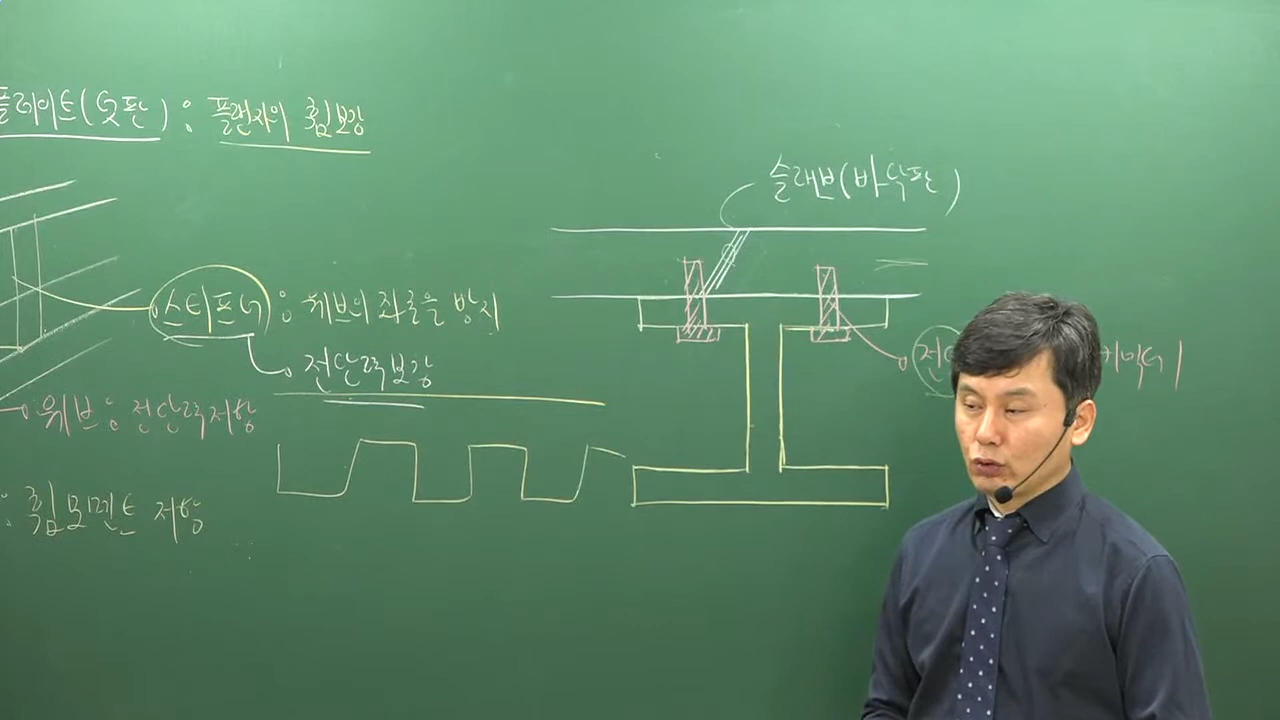 플레이트(덧판) : 플랜지의 휨보강
슬래브(바닥판)
스티프너 : 웨브의 좌굴을 방지
전단력보강
웨브 : 전단력저항
: 휨모멘트 저항
전단